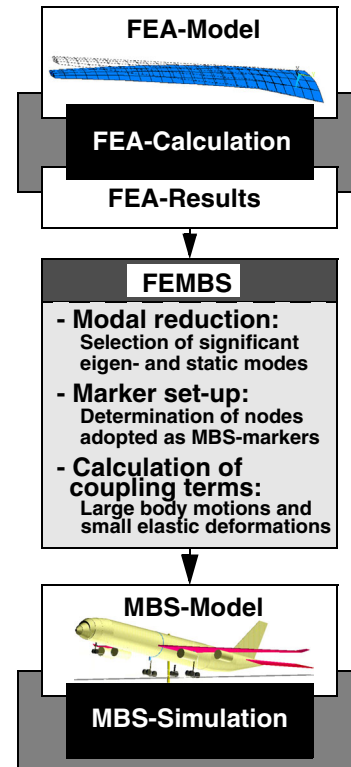 FEA-Model
FEA-Calculation
FEA-Results
FEMBS
- Modal reduction:
Selection of significant
eigen- and static modes
- Marker set-up:
Determination of nodes
adopted as MBS-markers
- Calculation of
coupling terms:
Large body motions and
small elastic deformations
MBS-Model
MBS-Simulation